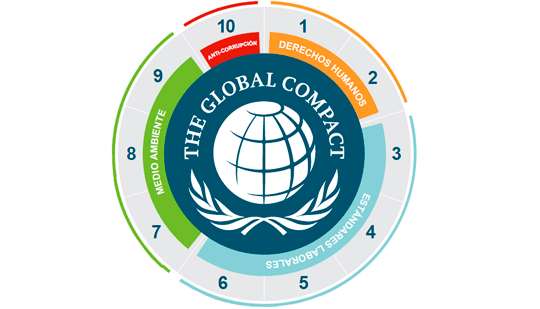 10
1
2
3
4
5
6
7
8
9
ANTI-CORRUPCIÓN
DERECHOS HUMANOS
ESTÁNDARES LABORALES
MEDIO AMBIENTE
THE GLOBAL COMPACT